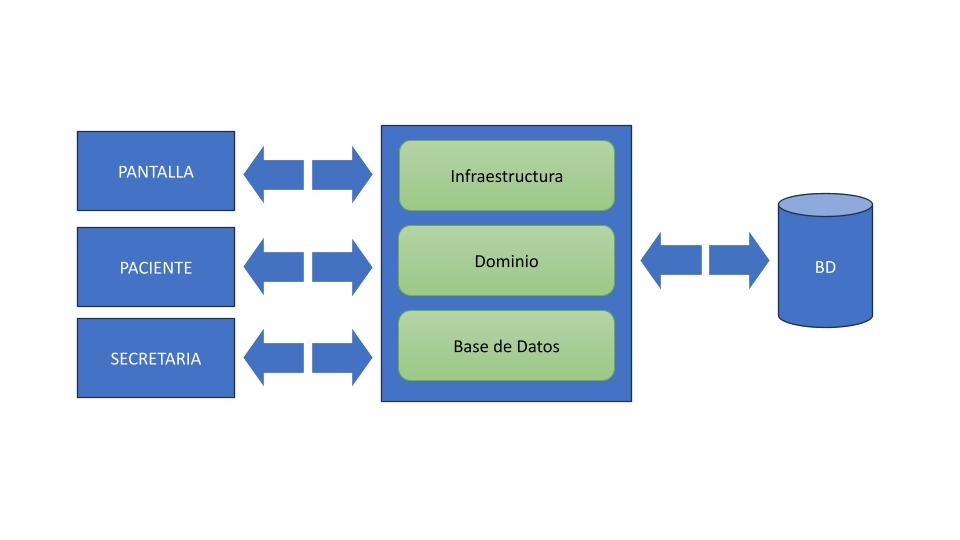 PANTALLA
PACIENTE
SECRETARIA
Infraestructura
Dominio
Base de Datos
BD